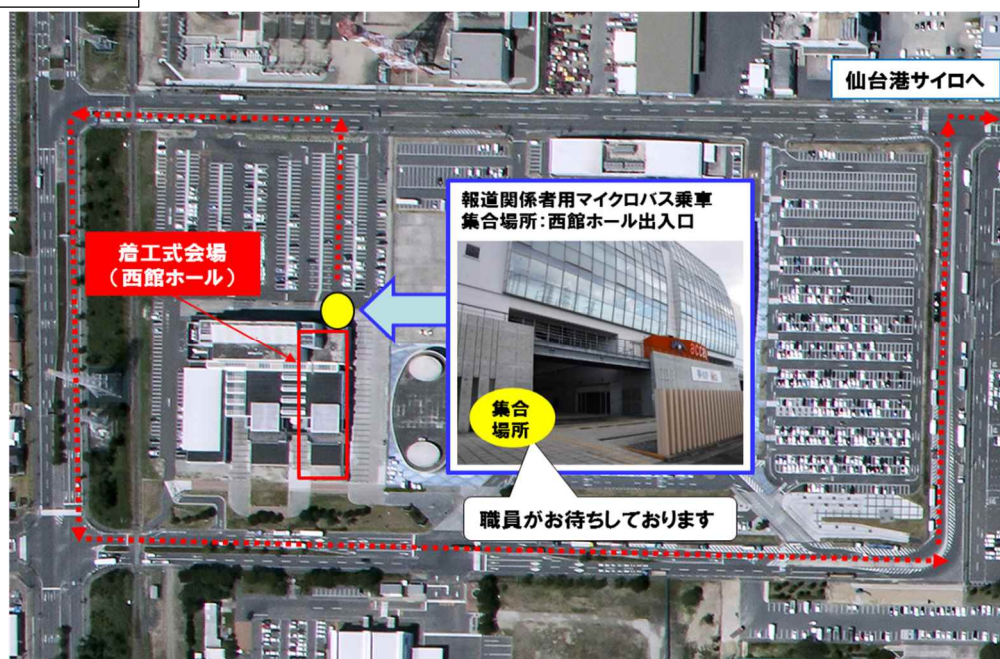 仙台港サイロへ
報道関係者用マイクロバス乗車
集合場所：西館ホール出入口
着工式会場
（西館ホール）
accel
集合
場所
職員がお待ちしております